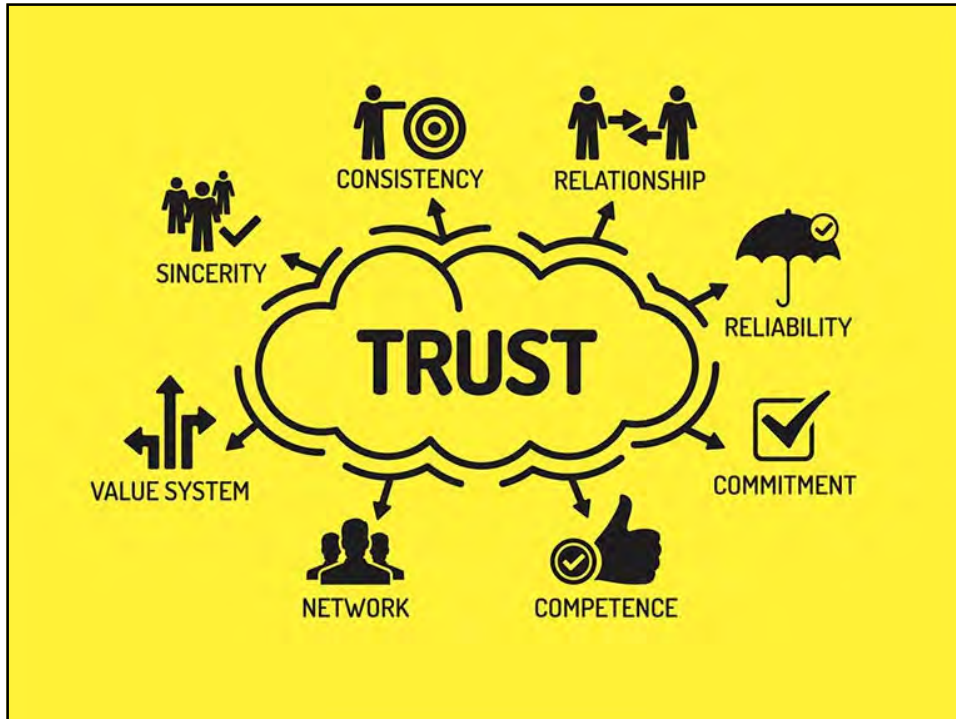 CONSISTENCY
RELATIONSHIP
SINCERITY
RELIABILITY
TRUST
VALUE SYSTEM
COMMITMENT
NETWORK
COMPETENCE